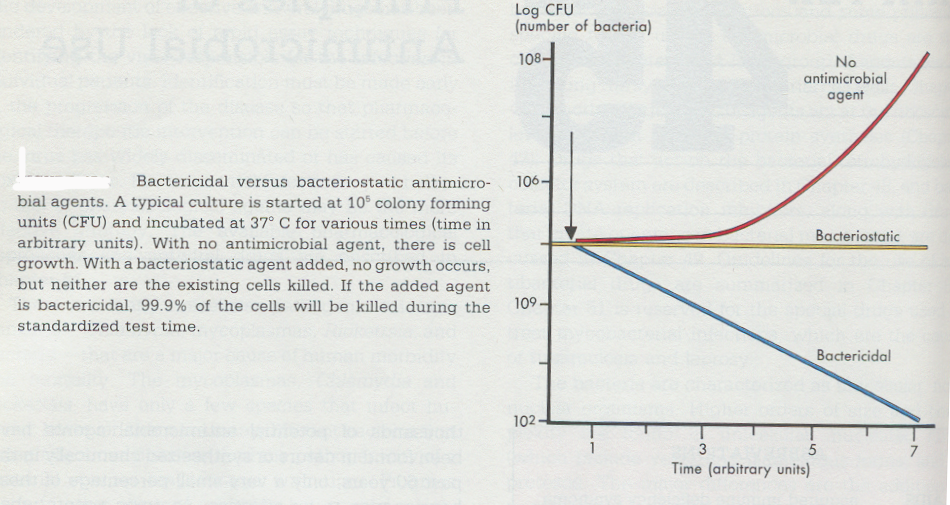 Bactericidal versus bacteriostatic antimicro-
bial agents. A typical culture is started at 10⁵ colony forming
units (CFU) and incubated at 37° C for various times (time in
arbitrary units). With no antimicrobial agent, there is cell
growth. With a bacteriostatic agent added, no growth occurs,
but neither are the existing cells killed. If the added agent
is bactericidal, 99.9% of the cells will be killed during the
standardized test time.
Log CFU
(number of bacteria)
108
No
antimicrobial
agent
106
Bacteriostatic
109
Bactericidal
102
1 3 5 7
Time (arbitrary units)